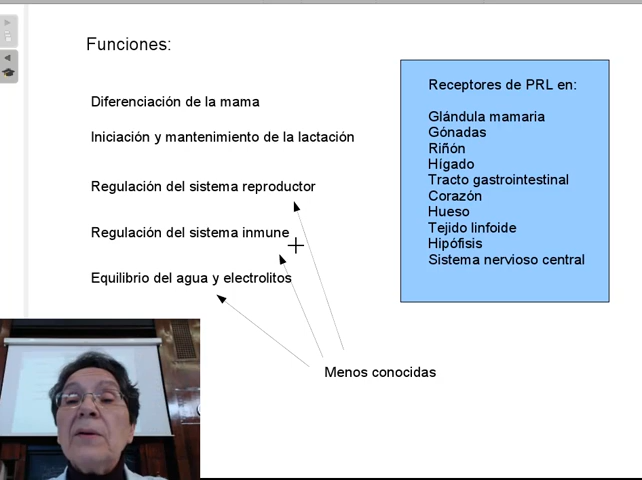 Funciones:
Diferenciación de la mama
Iniciación y mantenimiento de la lactación
Regulación del sistema reproductor
Regulación del sistema inmune
Equilibrio del agua y electrolitos
Menos conocidas
Receptores de PRL en:
Glándula mamaria
Gónadas
Riñón
Hígado
Tracto gastrointestinal
Corazón
Hueso
Tejido linfoide
Hipófisis
Sistema nervioso central